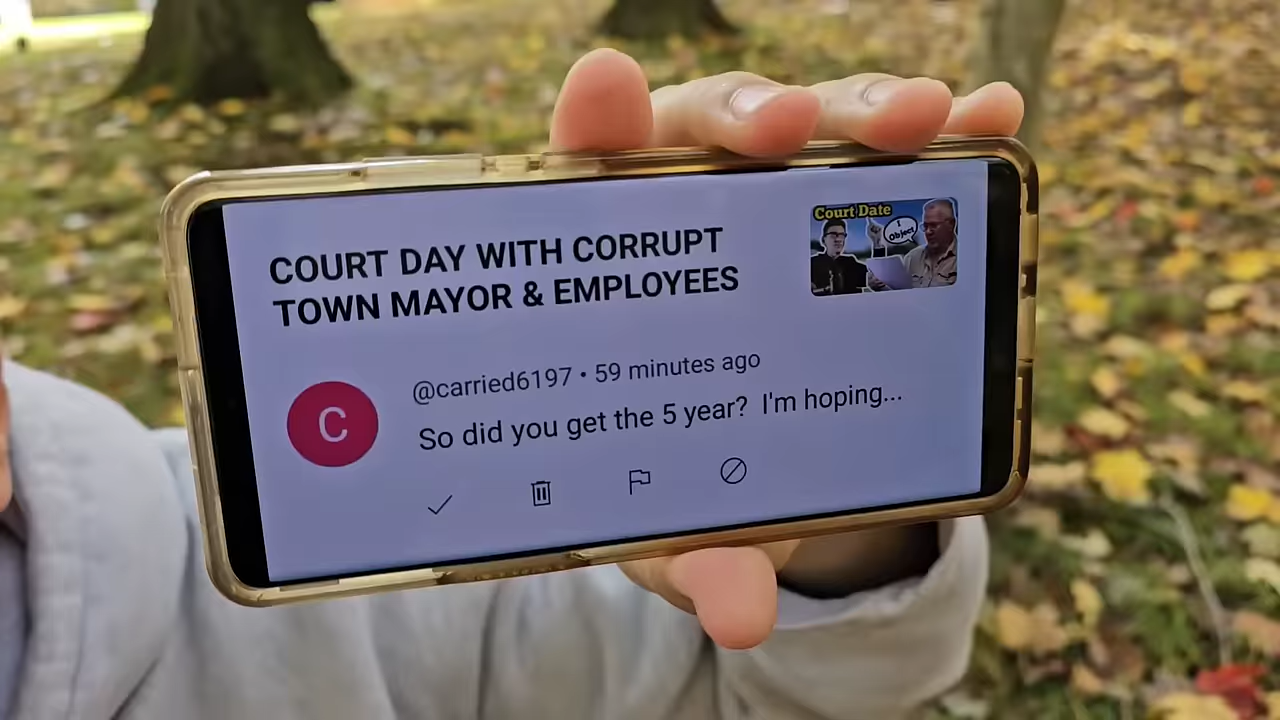 COURT DAY WITH CORRUPT
TOWN MAYOR & EMPLOYEES
Court Date
I
Object
C
@carried6197 • 59 minutes ago
So did you get the 5 year? I'm hoping...